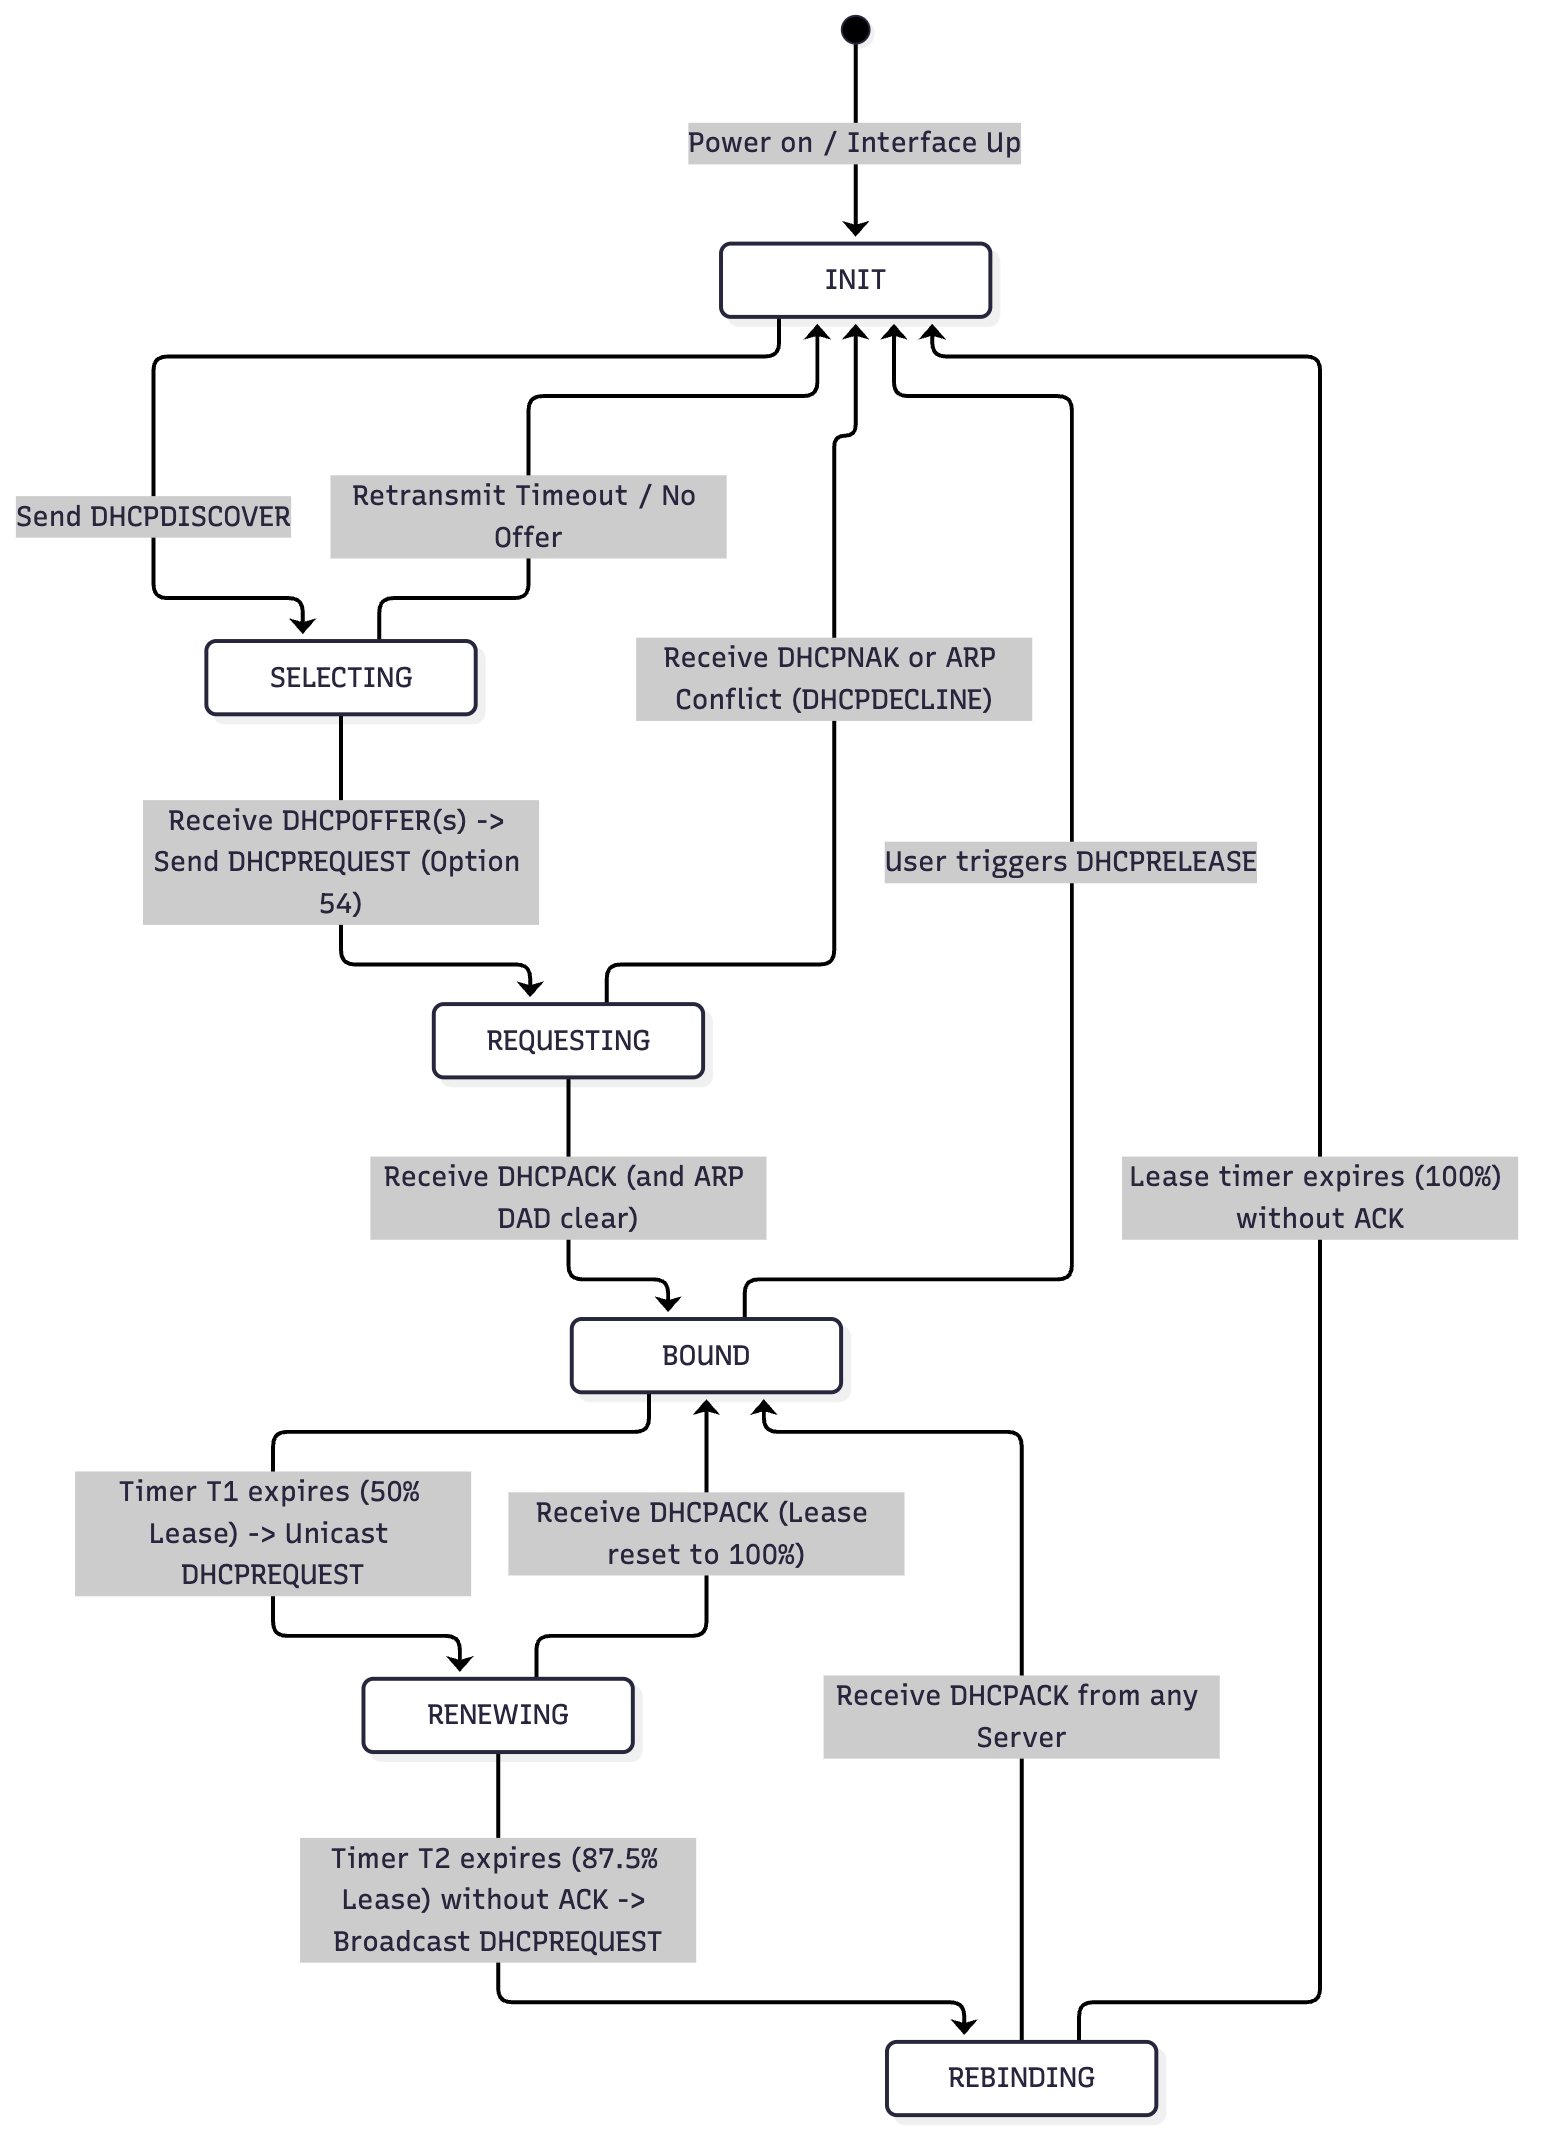 Power on / Interface Up
INIT
Send DHCPDISCOVER
Retransmit Timeout / No
Offer
SELECTING
Receive DHCPNAK or ARP
Conflict (DHCPDECLINE)
Receive DHCPOFFER(s) ->
Send DHCPREQUEST (Option
54)
User triggers DHCPRELEASE
REQUESTING
Receive DHCPACK (and ARP
DAD clear)
Lease timer expires (100%)
without ACK
BOUND
Timer T1 expires (50%
Lease) -> Unicast
DHCPREQUEST
Receive DHCPACK (Lease
reset to 100%)
RENEWING
Receive DHCPACK from any
Server
Timer T2 expires (87.5%
Lease) without ACK ->
Broadcast DHCPREQUEST
REBINDING